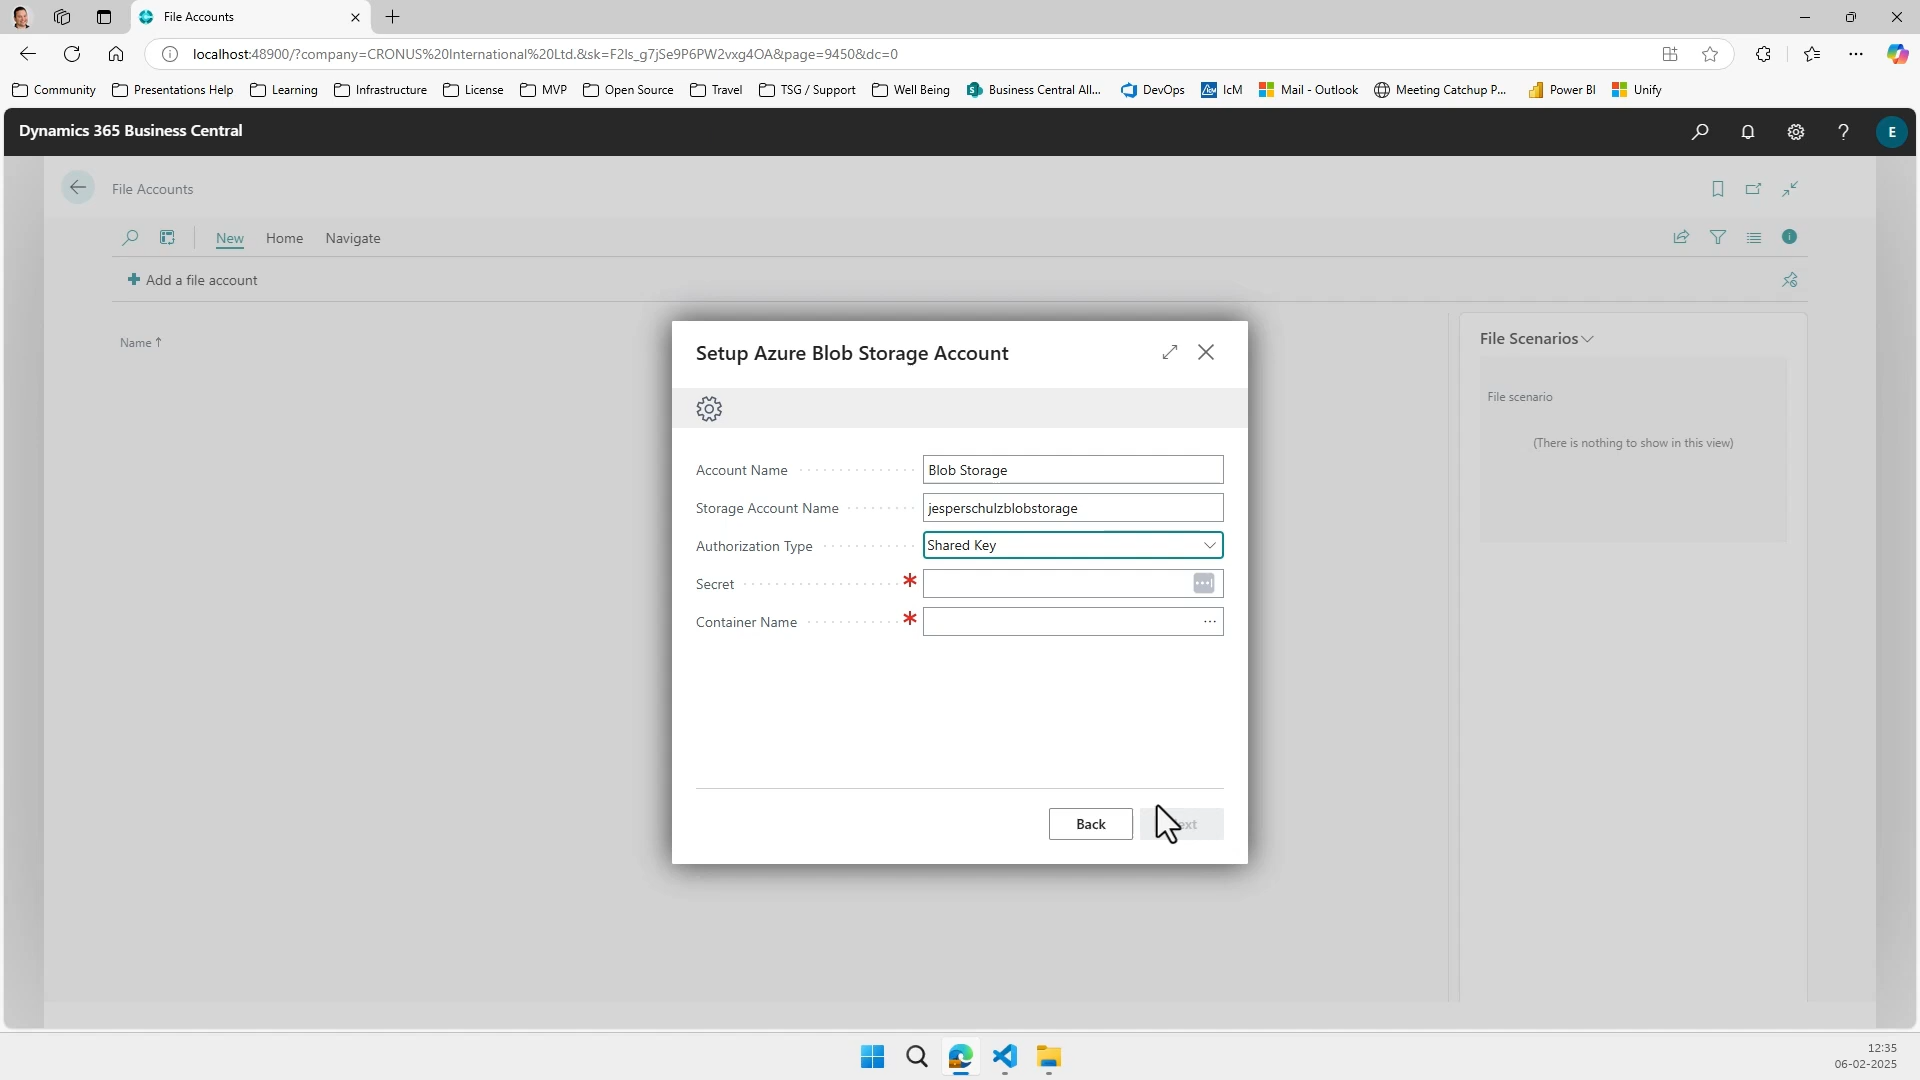 File Accounts
localhost:48900/?company=CRONUS%20International%20Ltd.&sk=F2ls_g7jSe9P6PW2vxg4OA&page=9450&dc=0
Community Presentations Help Learning Infrastructure License MVP Open Source Travel TSG / Support Well Being Business Central All... DevOps IcM Mail - Outlook Meeting Catchup P... Power BI Unify
Dynamics 365 Business Central
E
File Accounts
New Home Navigate
Add a file account
Name ↑
File Scenarios
File scenario
(There is nothing to show in this view)
Setup Azure Blob Storage Account
Account Name Blob Storage
Storage Account Name jesperschulzblobstorage
Authorization Type Shared Key
Secret *
Container Name * ...
Back
12:35
06-02-2025